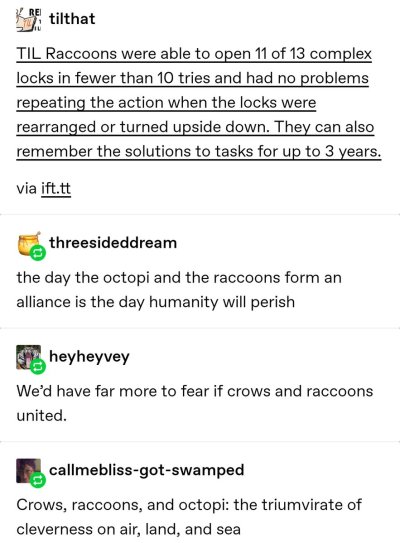 tilthat
TIL Raccoons were able to open 11 of 13 complex
locks in fewer than 10 tries and had no problems
repeating the action when the locks were
rearranged or turned upside down. They can also
remember the solutions to tasks for up to 3 years.
via ift.tt
threesideddream
the day the octopi and the raccoons form an
alliance is the day humanity will perish
heyheyvey
We’d have far more to fear if crows and raccoons
united.
callmebliss-got-swamped
Crows, raccoons, and octopi: the triumvirate of
cleverness on air, land, and sea